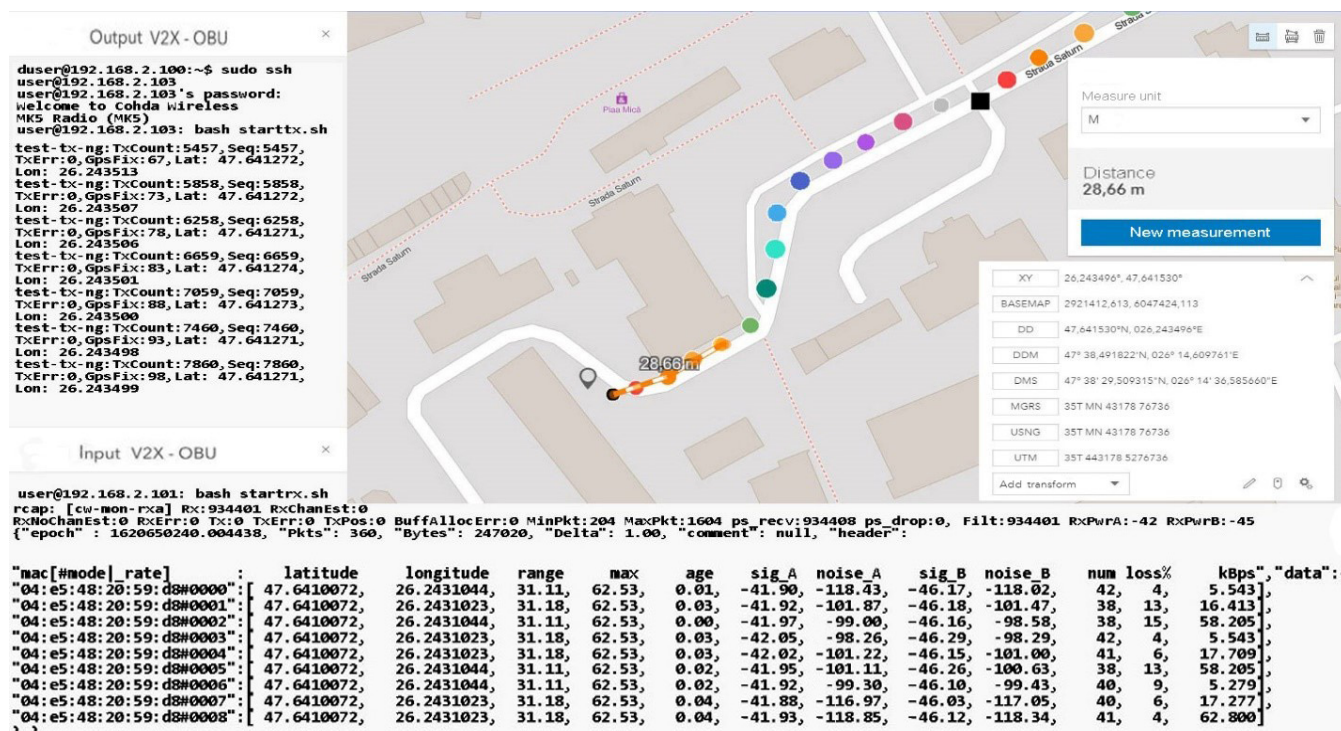 Output V2X - OBU ×
duser@192.168.2.100:~$ sudo ssh
user@192.168.2.103
user@192.168.2.103's password:
Welcome to Cohda Wireless
MK5 Radio (MK5)
user@192.168.2.103: bash starttx.sh
test-tx-ng:TxCount:5457,Seq:5457,
TxErr:0,GpsFix:67,Lat: 47.641272,
Lon: 26.243513
test-tx-ng:TxCount:5858,Seq:5858,
TxErr:0,GpsFix:73,Lat: 47.641272,
Lon: 26.243507
test-tx-ng:TxCount:6258,Seq:6258,
TxErr:0,GpsFix:78,Lat: 47.641271,
Lon: 26.243506
test-tx-ng:TxCount:6659,Seq:6659,
TxErr:0,GpsFix:83,Lat: 47.641274,
Lon: 26.243501
test-tx-ng:TxCount:7059,Seq:7059,
TxErr:0,GpsFix:88,Lat: 47.641273,
Lon: 26.243500
test-tx-ng:TxCount:7460,Seq:7460,
TxErr:0,GpsFix:93,Lat: 47.641271,
Lon: 26.243498
test-tx-ng:TxCount:7860,Seq:7860,
TxErr:0,GpsFix:98,Lat: 47.641271,
Lon: 26.243499
Strada
Strada Saturn
Piaa Mică
Strada Saturn
Strada Saturn
28,66 m
Measure unit
M
Distance
28,66 m
New measurement
XY 26,243496°, 47,641530°
BASEMAP 2921412,613, 6047424,113
DD 47,641530°N, 026,243496°E
DDM 47° 38,491822'N, 026° 14,609761'E
DMS 47° 38' 29,509315"N, 026° 14' 36,585660"E
MGRS 35T MN 43178 76736
USNG 35T MN 43178 76736
UTM 35T 443178 5276736
Add transform
Input V2X - OBU ×
user@192.168.2.101: bash startrx.sh
rcap: [cw-mon-rxa] Rx:934401 RxChanEst:0
RxNoChanEst:0 RxErr:0 Tx:0 TxErr:0 TxPos:0 BuffAllocErr:0 MinPkt:204 MaxPkt:1604 ps_recv:934408 ps_drop:0, Filt:934401 RxPwrA:-42 RxPwrB:-45
{"epoch" : 1620650240.004438, "Pkts": 360, "Bytes": 247020, "Delta": 1.00, "comment": null, "header":
"mac[#mode|_rate] : latitude longitude range max age sig_A noise_A sig_B noise_B num loss% kBps","data":
"04:e5:48:20:59:d8#0000":[ 47.6410072, 26.2431044, 31.11, 62.53, 0.01, -41.90, -118.43, -46.17, -118.02, 42, 4, 5.543],
"04:e5:48:20:59:d8#0001":[ 47.6410072, 26.2431023, 31.18, 62.53, 0.03, -41.92, -101.87, -46.18, -101.47, 38, 13, 16.413],
"04:e5:48:20:59:d8#0002":[ 47.6410072, 26.2431044, 31.11, 62.53, 0.00, -41.97, -99.00, -46.16, -98.58, 38, 15, 58.205],
"04:e5:48:20:59:d8#0003":[ 47.6410072, 26.2431023, 31.18, 62.53, 0.03, -42.05, -98.26, -46.29, -98.29, 42, 4, 5.543],
"04:e5:48:20:59:d8#0004":[ 47.6410072, 26.2431023, 31.18, 62.53, 0.03, -42.02, -101.22, -46.15, -101.00, 41, 6, 17.709],
"04:e5:48:20:59:d8#0005":[ 47.6410072, 26.2431044, 31.11, 62.53, 0.02, -41.95, -101.11, -46.26, -100.63, 38, 13, 58.205],
"04:e5:48:20:59:d8#0006":[ 47.6410072, 26.2431044, 31.11, 62.53, 0.02, -41.92, -99.30, -46.10, -99.43, 40, 9, 5.279],
"04:e5:48:20:59:d8#0007":[ 47.6410072, 26.2431023, 31.18, 62.53, 0.04, -41.88, -116.97, -46.03, -117.05, 40, 6, 17.277],
"04:e5:48:20:59:d8#0008":[ 47.6410072, 26.2431023, 31.18, 62.53, 0.04, -41.93, -118.85, -46.12, -118.34, 41, 4, 62.800]